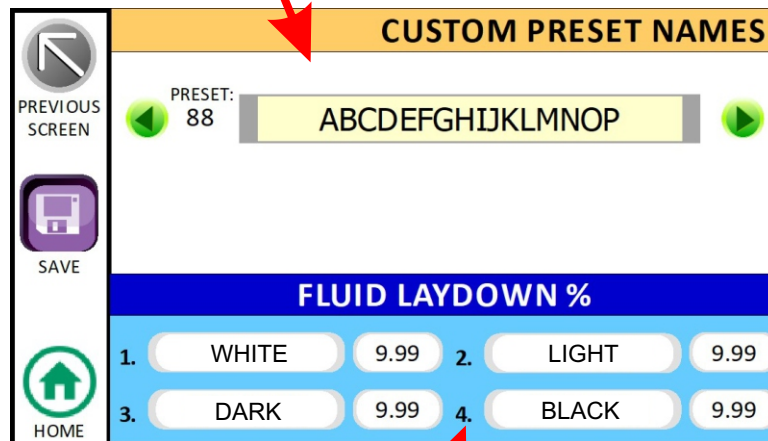 CUSTOM PRESET NAMES
PREVIOUS
SCREEN
PRESET:
88
ABCDEFGHIJKLMNOP
SAVE
FLUID LAYDOWN %
1. WHITE 9.99 2. LIGHT 9.99
3. DARK 9.99 4. BLACK 9.99
HOME